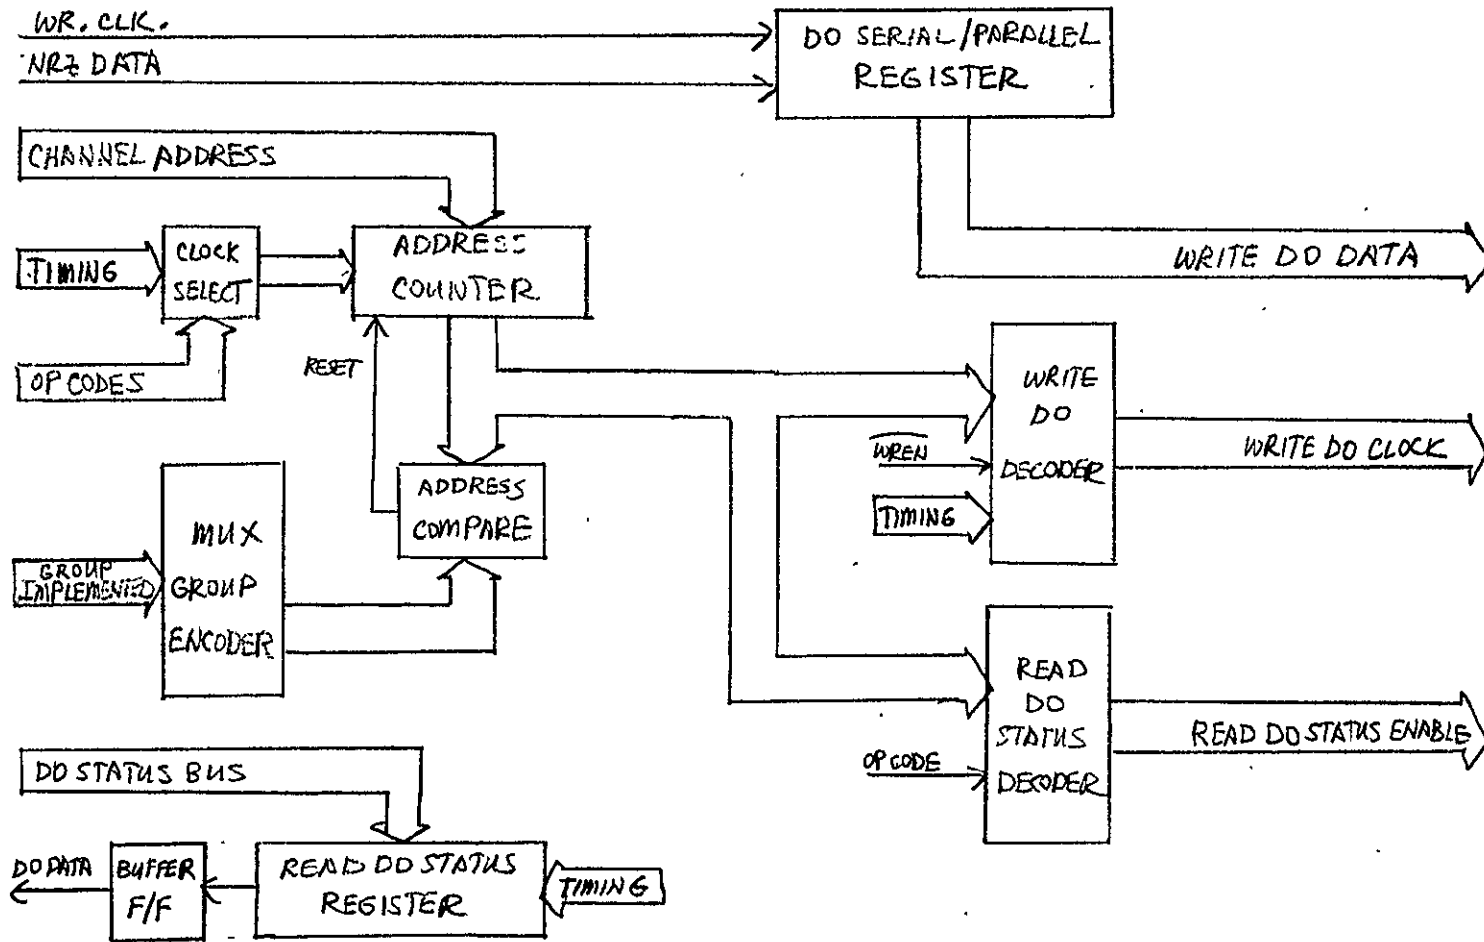 WR. CLK.
NRZ DATA
DO SERIAL/PARALLEL
REGISTER
CHANNEL ADDRESS
TIMING
CLOCK
SELECT
ADDRESS
COUNTER
WRITE DO DATA
OP CODES
RESET
WRITE
DO
DECODER
WREN
TIMING
WRITE DO CLOCK
ADDRESS
COMPARE
MUX
GROUP
ENCODER
GROUP
IMPLEMENTED
READ
DO
STATUS
DECODER
OP CODE
READ DO STATUS ENABLE
DO STATUS BUS
DO DATA
BUFFER
F/F
READ DO STATUS
REGISTER
TIMING